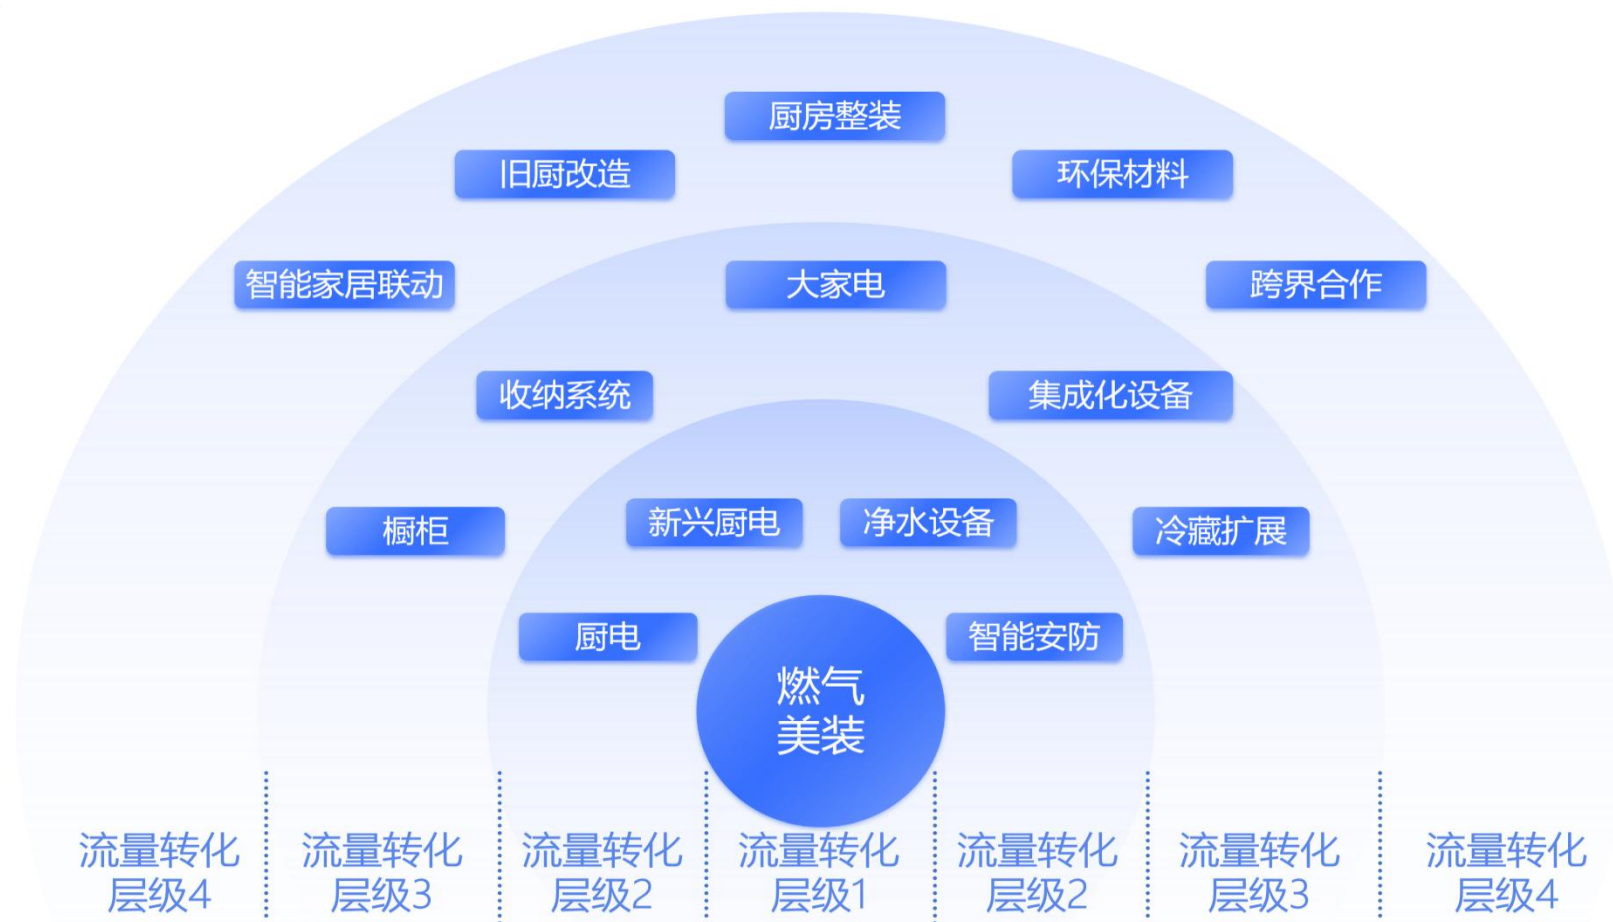 厨房整装
旧厨改造
环保材料
智能家居联动
大家电
跨界合作
收纳系统
集成化设备
橱柜
新兴厨电
净水设备
冷藏扩展
厨电
智能安防
燃气
美装
流量转化
层级4
流量转化
层级3
流量转化
层级2
流量转化
层级1
流量转化
层级2
流量转化
层级3
流量转化
层级4